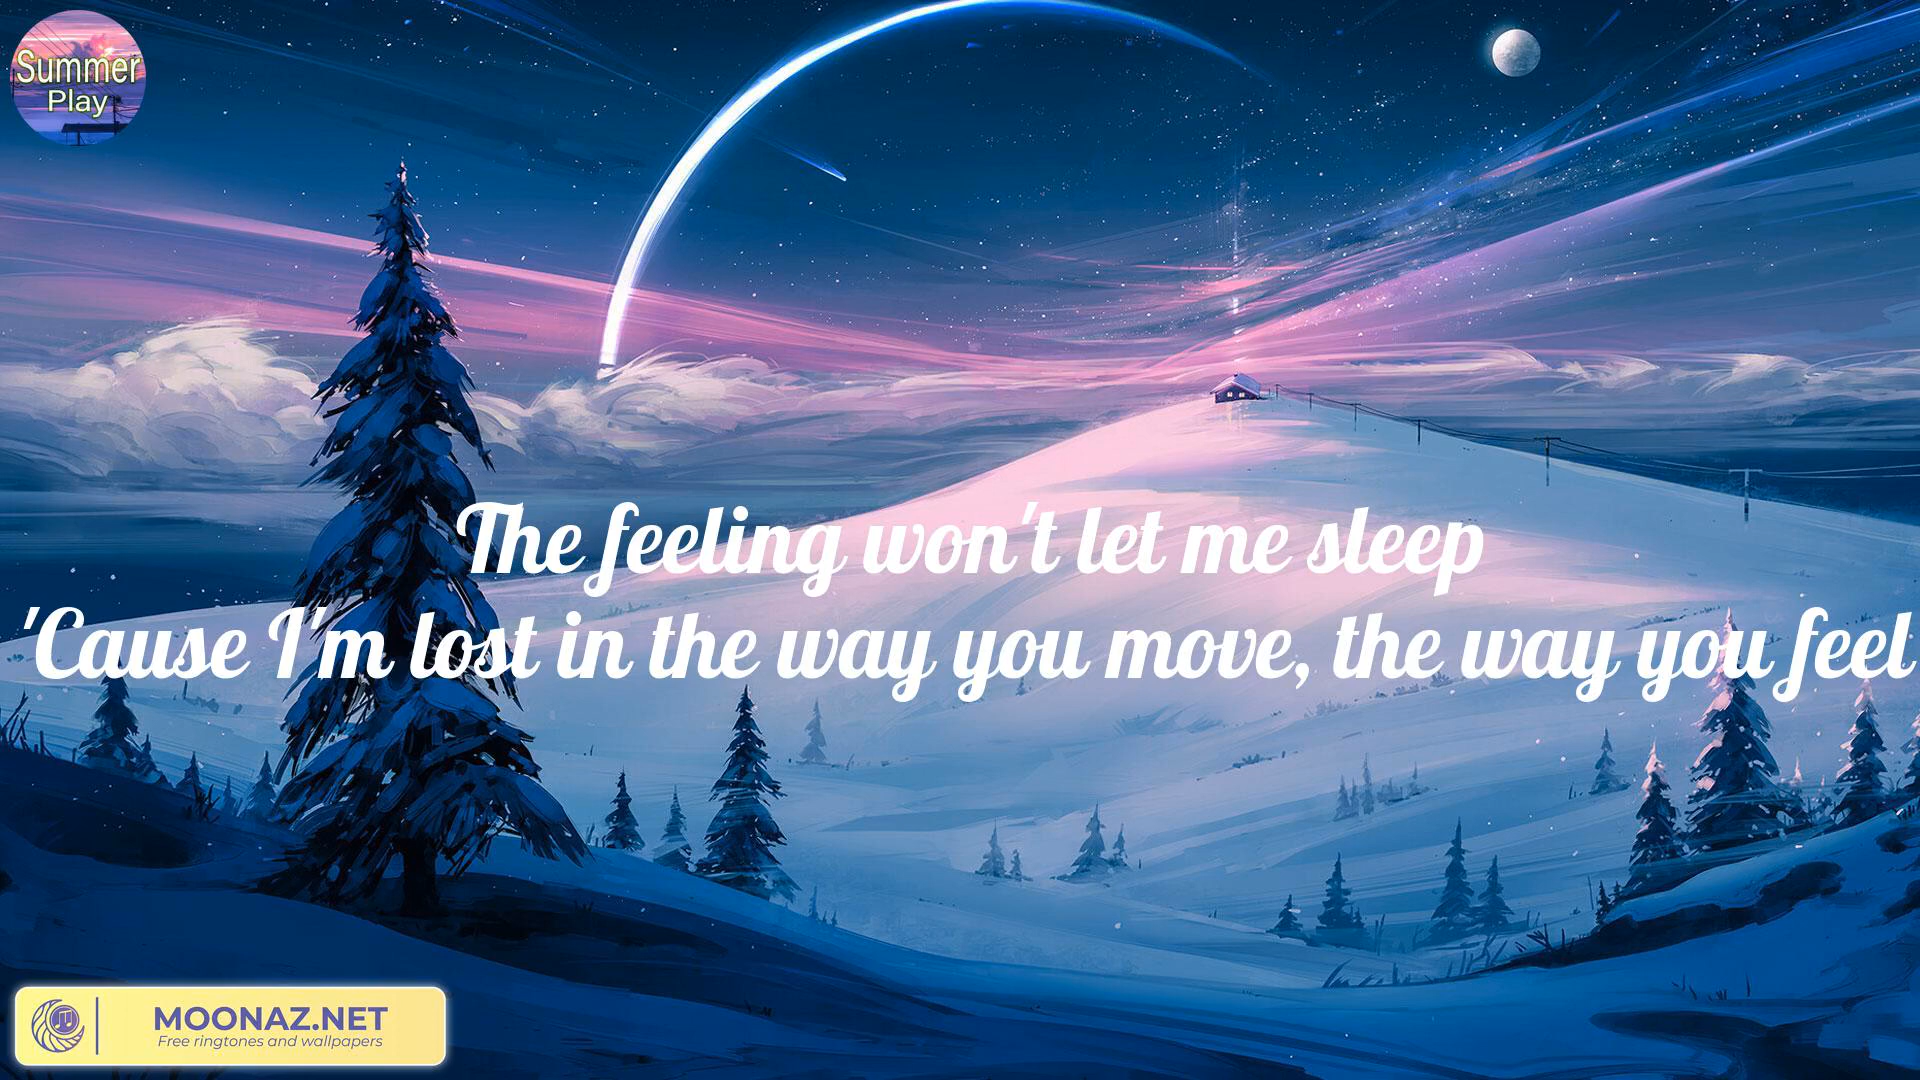 Summer
Play
The feeling won't let me sleep
'Cause I'm lost in the way you move, the way you feel
MOONAZ.NET
Free ringtones and wallpapers